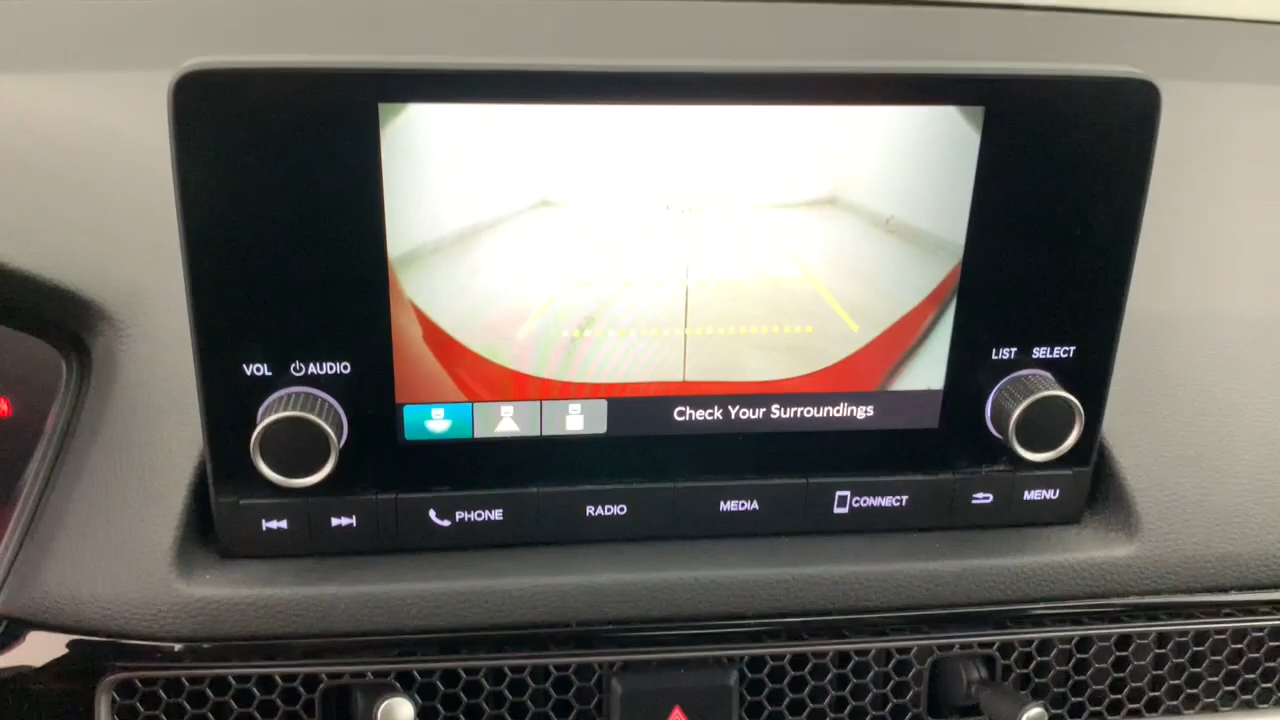 VOL AUDIO
LIST SELECT
Check Your Surroundings
PHONE
RADIO
MEDIA
CONNECT
MENU